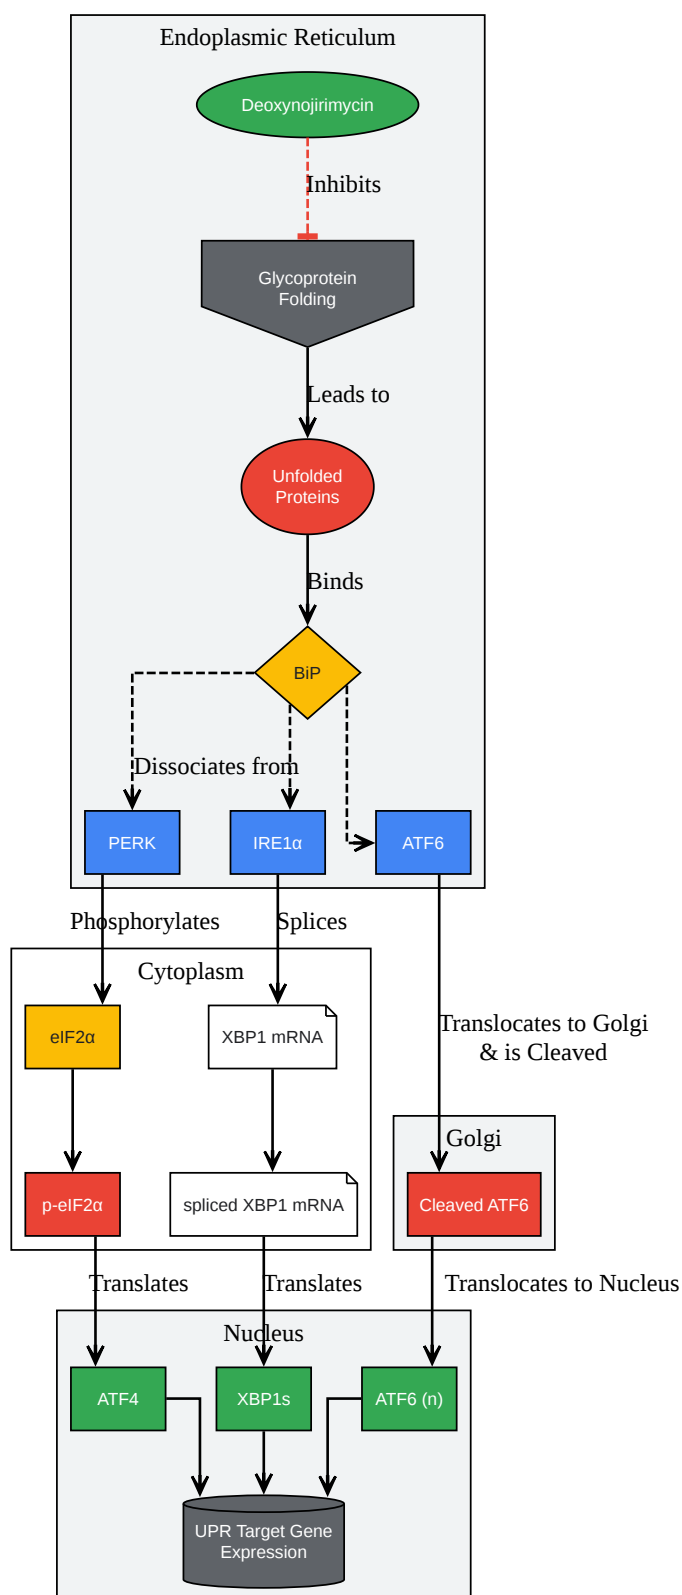 Endoplasmic Reticulum
Deoxynojirimycin
Inhibits
Glycoprotein
Folding
Leads to
Unfolded
Proteins
Binds
BiP
Dissociates from
PERK
IRE1α
ATF6
Phosphorylates
Splices
Cytoplasm
eIF2α
XBP1 mRNA
Translocates to Golgi
& is Cleaved
Golgi
p-eIF2α
spliced XBP1 mRNA
Cleaved ATF6
Translates
Translates
Translocates to Nucleus
Nucleus
ATF4
XBP1s
ATF6 (n)
UPR Target Gene
Expression